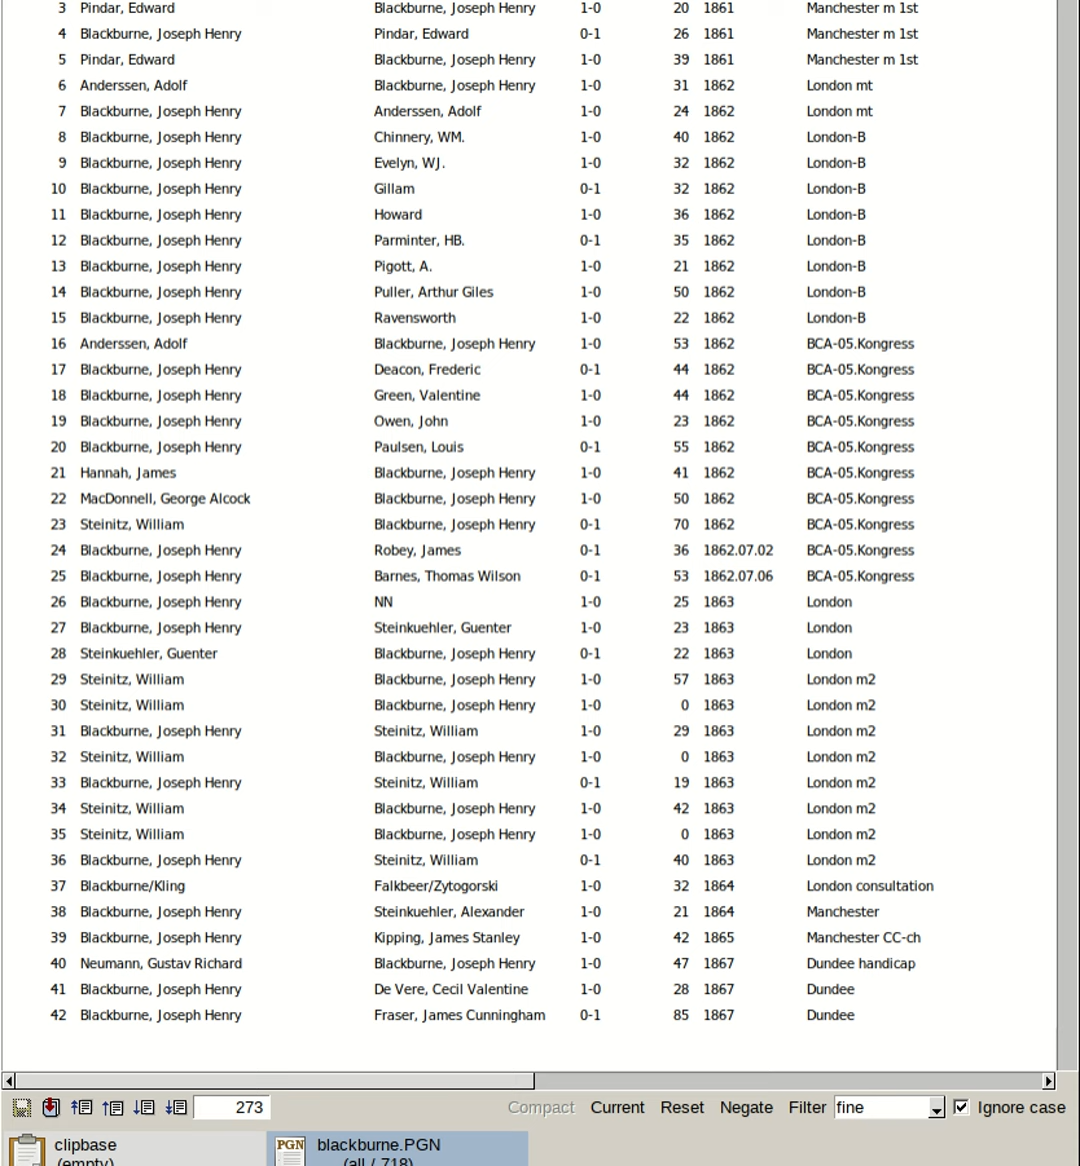 3 Pindar, Edward Blackburne, Joseph Henry 1-0 20 1861 Manchester m 1st
4 Blackburne, Joseph Henry Pindar, Edward 0-1 26 1861 Manchester m 1st
5 Pindar, Edward Blackburne, Joseph Henry 1-0 39 1861 Manchester m 1st
6 Anderssen, Adolf Blackburne, Joseph Henry 1-0 31 1862 London mt
7 Blackburne, Joseph Henry Anderssen, Adolf 1-0 24 1862 London mt
8 Blackburne, Joseph Henry Chinnery, WM. 1-0 40 1862 London-B
9 Blackburne, Joseph Henry Evelyn, WJ. 1-0 32 1862 London-B
10 Blackburne, Joseph Henry Gillam 0-1 32 1862 London-B
11 Blackburne, Joseph Henry Howard 1-0 36 1862 London-B
12 Blackburne, Joseph Henry Parminter, HB. 0-1 35 1862 London-B
13 Blackburne, Joseph Henry Pigott, A. 1-0 21 1862 London-B
14 Blackburne, Joseph Henry Puller, Arthur Giles 1-0 50 1862 London-B
15 Blackburne, Joseph Henry Ravensworth 1-0 22 1862 London-B
16 Anderssen, Adolf Blackburne, Joseph Henry 1-0 53 1862 BCA-05.Kongress
17 Blackburne, Joseph Henry Deacon, Frederic 0-1 44 1862 BCA-05.Kongress
18 Blackburne, Joseph Henry Green, Valentine 1-0 44 1862 BCA-05.Kongress
19 Blackburne, Joseph Henry Owen, John 1-0 23 1862 BCA-05.Kongress
20 Blackburne, Joseph Henry Paulsen, Louis 0-1 55 1862 BCA-05.Kongress
21 Hannah, James Blackburne, Joseph Henry 1-0 41 1862 BCA-05.Kongress
22 MacDonnell, George Alcock Blackburne, Joseph Henry 1-0 50 1862 BCA-05.Kongress
23 Steinitz, William Blackburne, Joseph Henry 0-1 70 1862 BCA-05.Kongress
24 Blackburne, Joseph Henry Robey, James 0-1 36 1862.07.02 BCA-05.Kongress
25 Blackburne, Joseph Henry Barnes, Thomas Wilson 0-1 53 1862.07.06 BCA-05.Kongress
26 Blackburne, Joseph Henry NN 1-0 25 1863 London
27 Blackburne, Joseph Henry Steinkuehler, Guenter 1-0 23 1863 London
28 Steinkuehler, Guenter Blackburne, Joseph Henry 0-1 22 1863 London
29 Steinitz, William Blackburne, Joseph Henry 1-0 57 1863 London m2
30 Steinitz, William Blackburne, Joseph Henry 1-0 0 1863 London m2
31 Blackburne, Joseph Henry Steinitz, William 1-0 29 1863 London m2
32 Steinitz, William Blackburne, Joseph Henry 1-0 0 1863 London m2
33 Blackburne, Joseph Henry Steinitz, William 0-1 19 1863 London m2
34 Steinitz, William Blackburne, Joseph Henry 1-0 42 1863 London m2
35 Steinitz, William Blackburne, Joseph Henry 1-0 0 1863 London m2
36 Blackburne, Joseph Henry Steinitz, William 0-1 40 1863 London m2
37 Blackburne/Kling Falkbeer/Zytogorski 1-0 32 1864 London consultation
38 Blackburne, Joseph Henry Steinkuehler, Alexander 1-0 21 1864 Manchester
39 Blackburne, Joseph Henry Kipping, James Stanley 1-0 42 1865 Manchester CC-ch
40 Neumann, Gustav Richard Blackburne, Joseph Henry 1-0 47 1867 Dundee handicap
41 Blackburne, Joseph Henry De Vere, Cecil Valentine 1-0 28 1867 Dundee
42 Blackburne, Joseph Henry Fraser, James Cunningham 0-1 85 1867 Dundee
273 Compact Current Reset Negate Filter fine Ignore case
clipbase PGN blackburne.PGN
(empty) (all / 718)